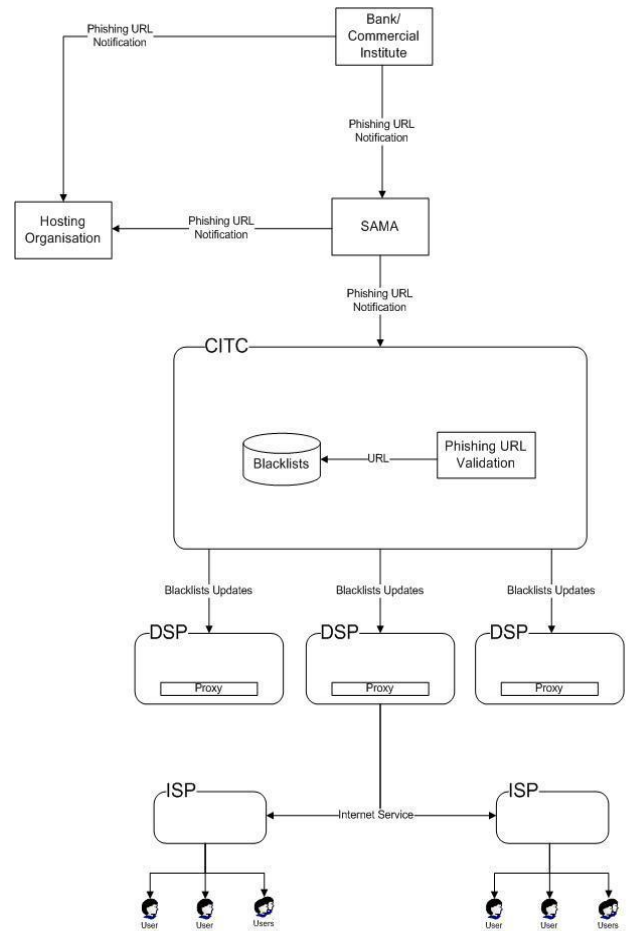 Bank/
Commercial
Institute
Phishing URL
Notification
Phishing URL
Notification
Hosting
Organisation
Phishing URL
Notification
SAMA
Phishing URL
Notification
CITC
Blacklists
URL
Phishing URL
Validation
Blacklists Updates
Blacklists Updates
Blacklists Updates
DSP
DSP
DSP
Proxy
Proxy
Proxy
ISP
ISP
Internet Service
User
User
Users
User
User
Users